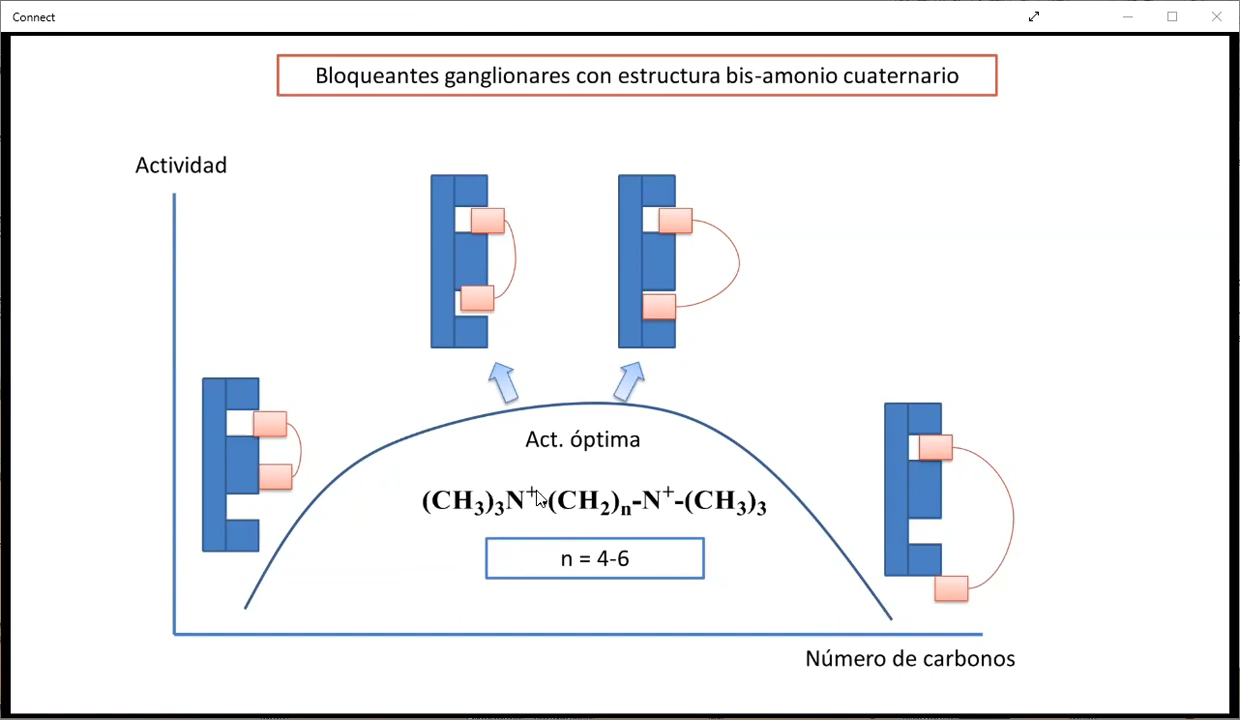 Connect
Bloqueantes ganglionares con estructura bis-amonio cuaternario
Actividad
Act. óptima
(CH₃)₃N⁺-(CH₂)ₙ-N⁺-(CH₃)₃
n = 4-6
Número de carbonos